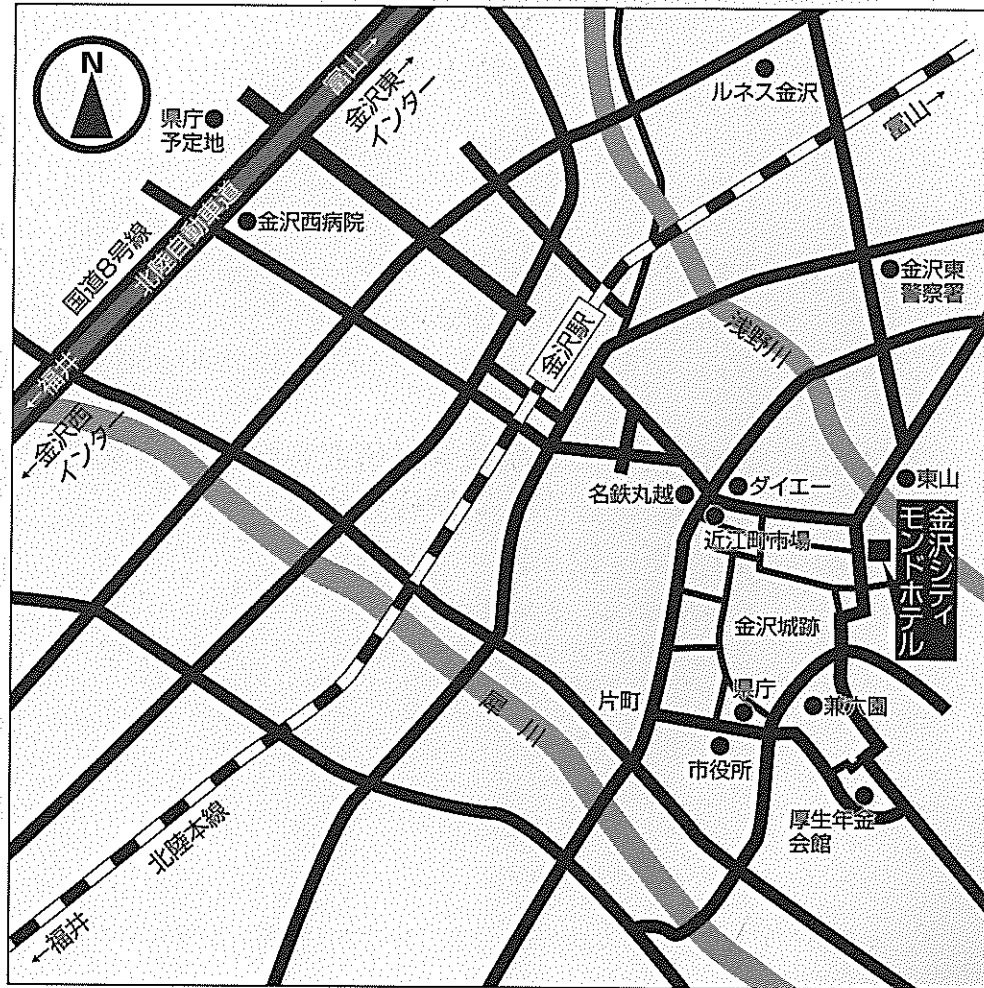 N
県庁
予定地
富山→
金沢東→
インター
ルネス金沢
富山→
国道8号線
北陸自動車道
金沢西病院
金沢東
警察署
金沢駅
浅野川
←福井
←金沢西
インター
名鉄丸越
ダイエー
東山
近江町市場
金沢シティ
モンドホテル
金沢城跡
片町
県庁
兼六園
犀川
市役所
厚生年金
会館
北陸本線
←福井